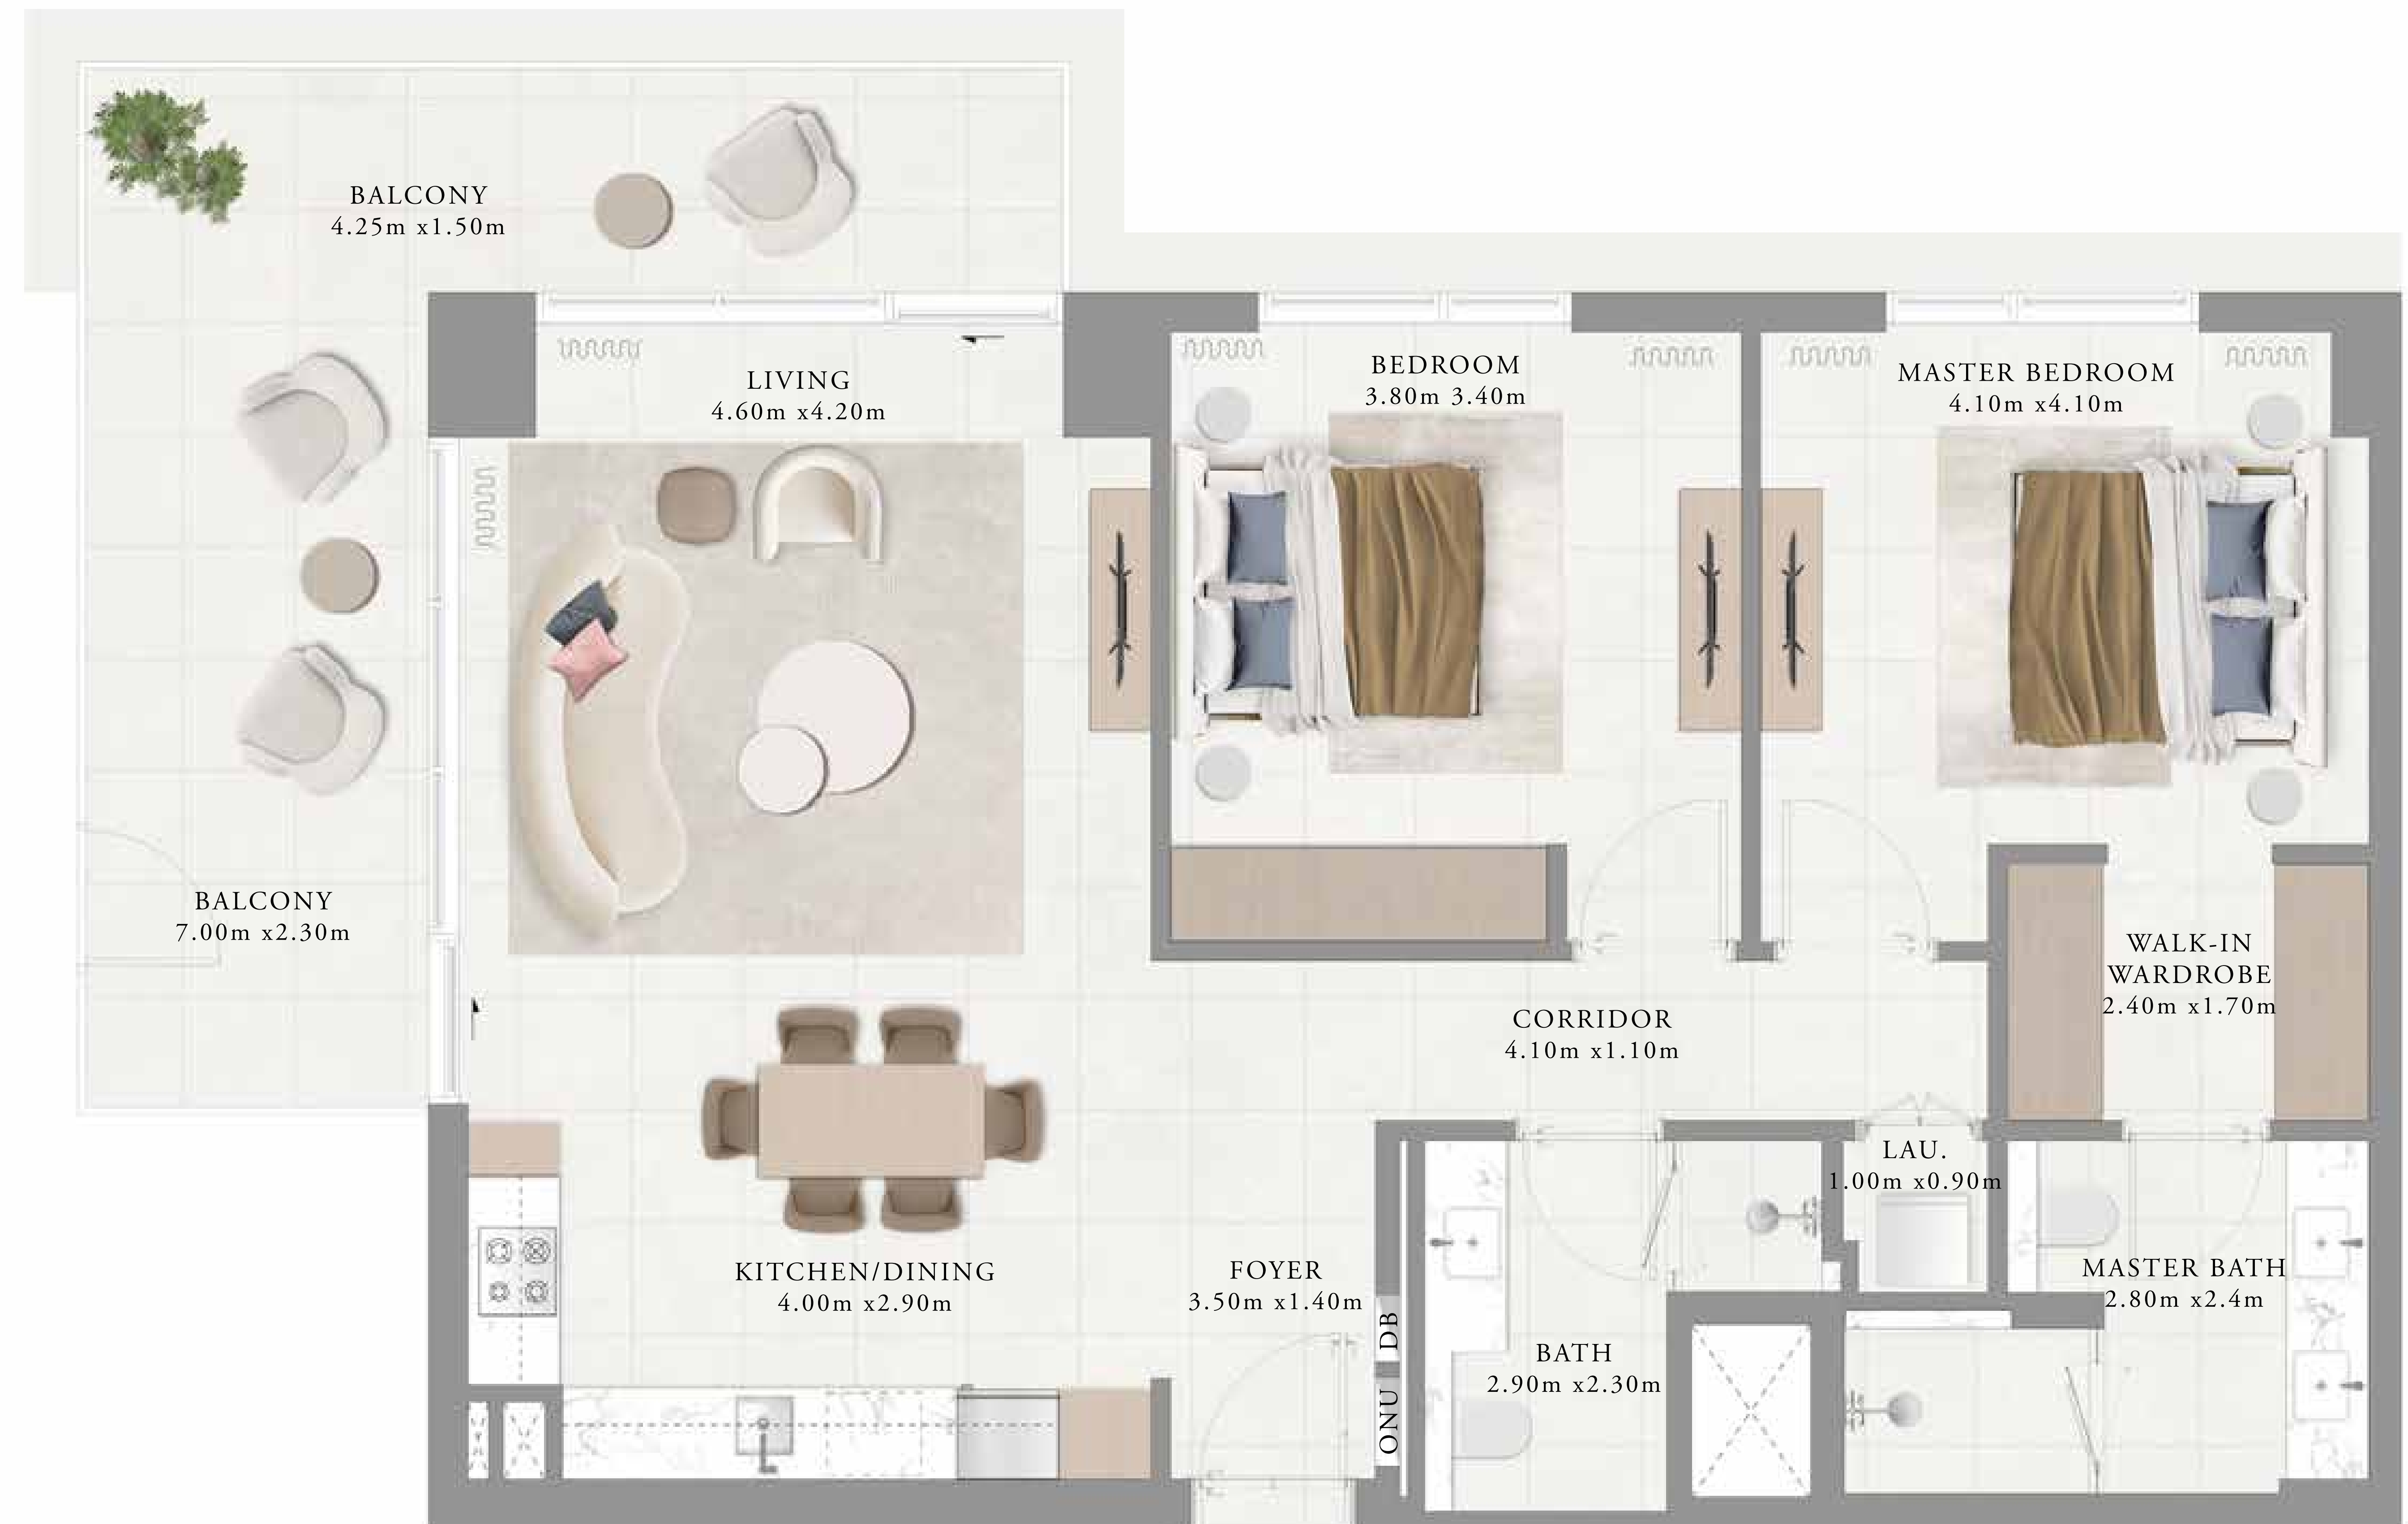 BALCONY
4.25m x1.50m
LIVING
4.60m x4.20m
BEDROOM
3.80m 3.40m
MASTER BEDROOM
4.10m x4.10m
BALCONY
7.00m x2.30m
WALK-IN
WARDROBE
2.40m x1.70m
CORRIDOR
4.10m x1.10m
LAU.
1.00m x0.90m
KITCHEN/DINING
4.00m x2.90m
FOYER
3.50m x1.40m
DB
ONU
BATH
2.90m x2.30m
MASTER BATH
2.80m x2.4m